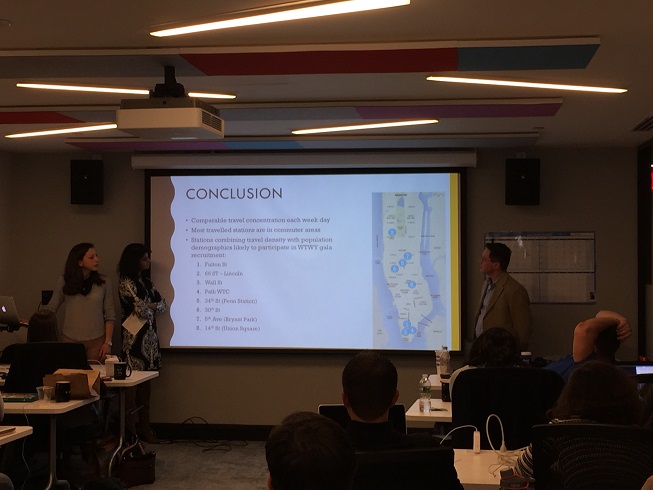 CONCLUSION
• Comparable travel concentration each week day
• Most travelled stations are in commuter areas
• Stations combining travel density with population
demographics likely to participate in WTWY gala
recruitment:
1. Fulton St
2. 66 ST – Lincoln
3. Wall St
4. Path WTC
5. 34th St (Penn Station)
6. 50th St
7. 5th Ave (Bryant Park)
8. 14th St (Union Square)